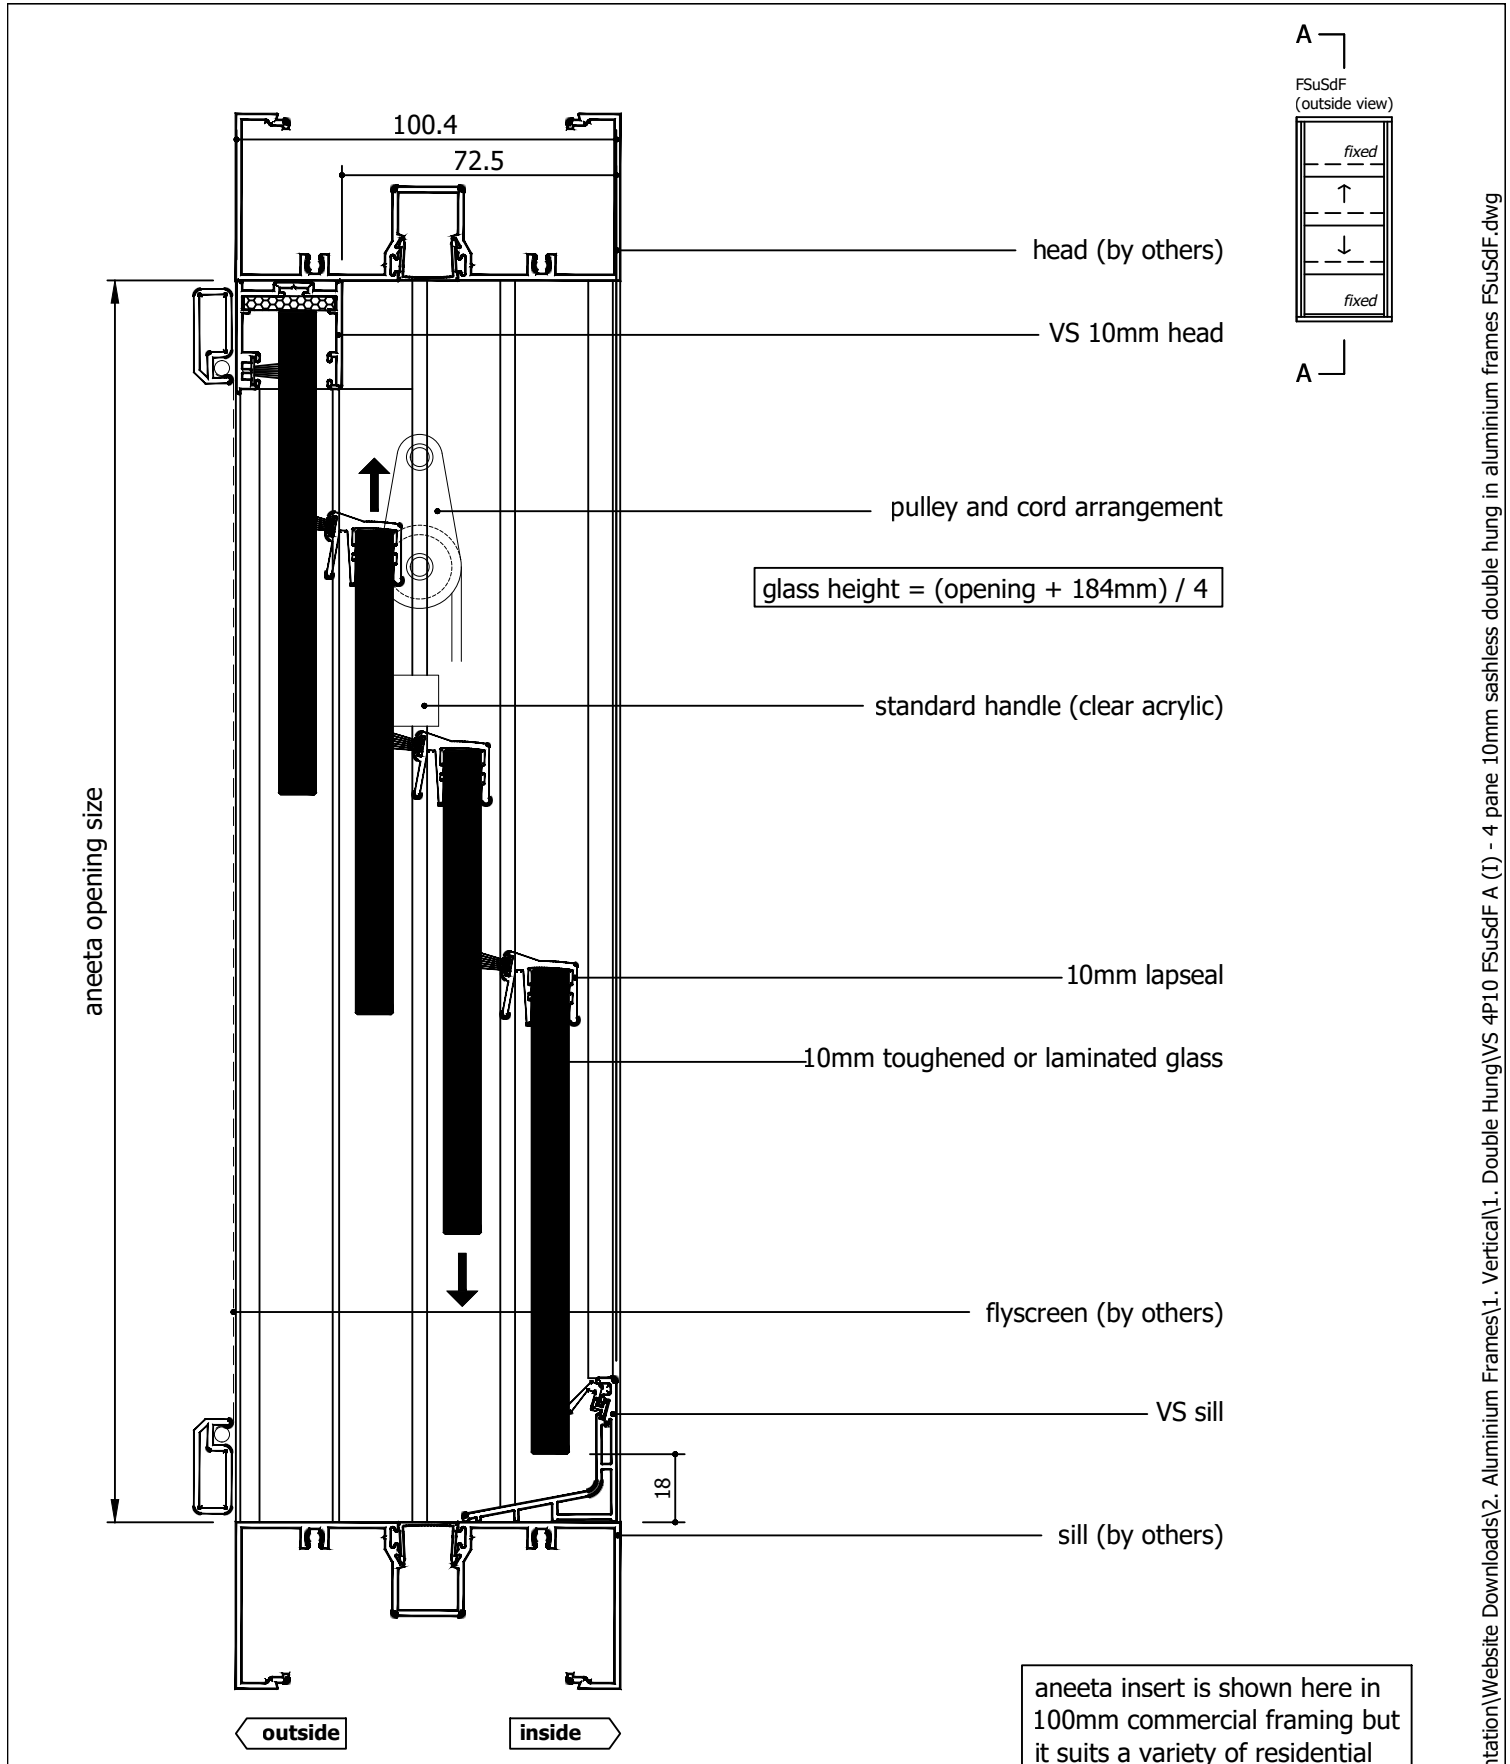 A
FSuSdF
(outside view)
fixed
fixed
A
100.4
72.5
head (by others)
VS 10mm head
pulley and cord arrangement
glass height = (opening + 184mm) / 4
standard handle (clear acrylic)
aneeta opening size
10mm lapseal
10mm toughened or laminated glass
flyscreen (by others)
VS sill
18
sill (by others)
outside
inside
aneeta insert is shown here in
100mm commercial framing but
it suits a variety of residential
tation\Website Downloads\2. Aluminium Frames\1. Vertical\1. Double Hung\VS 4P10 FSuSdF A (I) - 4 pane 10mm sashless double hung in aluminium frames FSuSdF.dwg